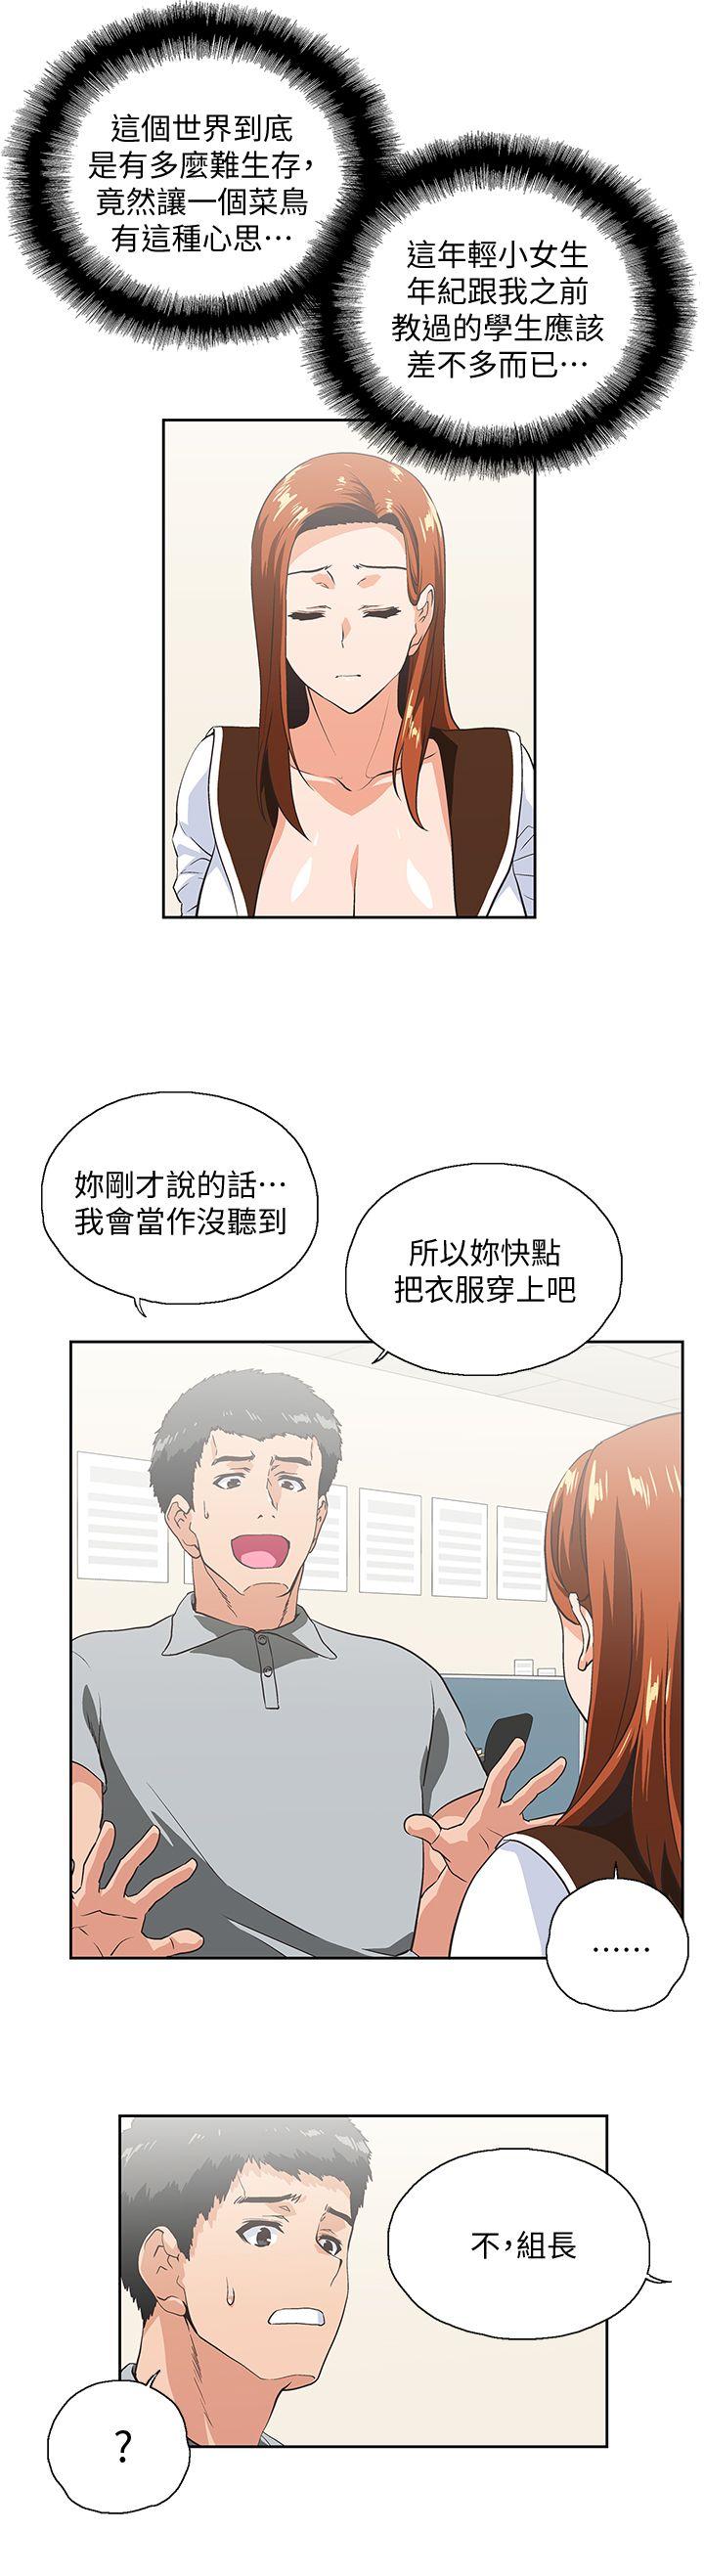 這個世界到底
是有多麼難生存，
竟然讓一個菜鳥
有這種心思…
這年輕小女生
年紀跟我之前
教過的學生應該
差不多而已…
妳剛才說的話…
我會當作沒聽到
所以妳快點
把衣服穿上吧
……
不，組長
?